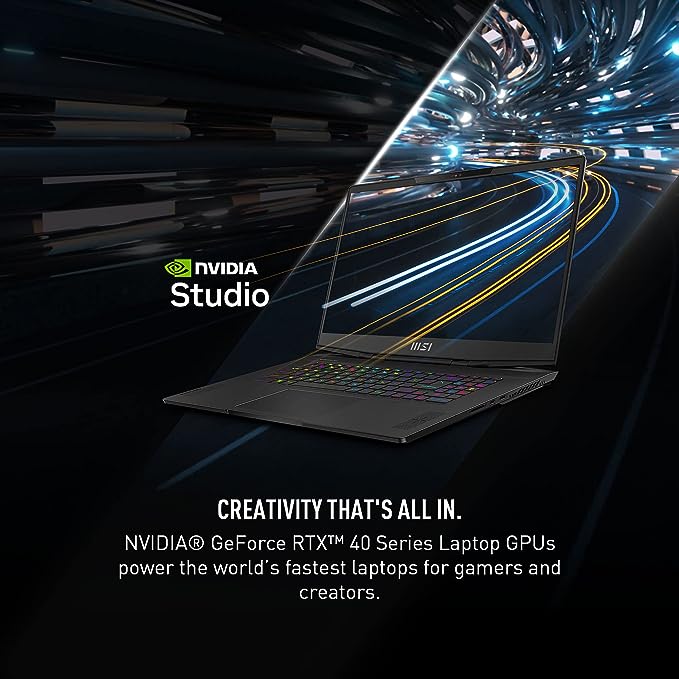 NVIDIA
Studio
msi
CREATIVITY THAT'S ALL IN.
NVIDIA® GeForce RTX™ 40 Series Laptop GPUs
power the world's fastest laptops for gamers and
creators.